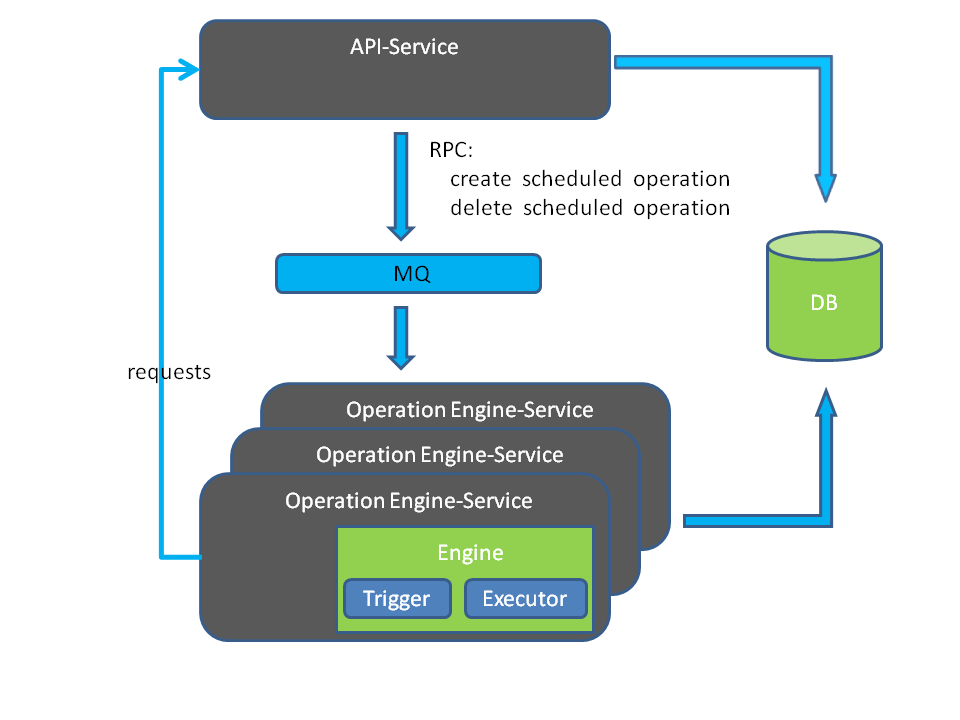 API-Service
RPC:
create scheduled operation
delete scheduled operation
MQ
DB
requests
Operation Engine-Service
Operation Engine-Service
Operation Engine-Service
Engine
Trigger
Executor